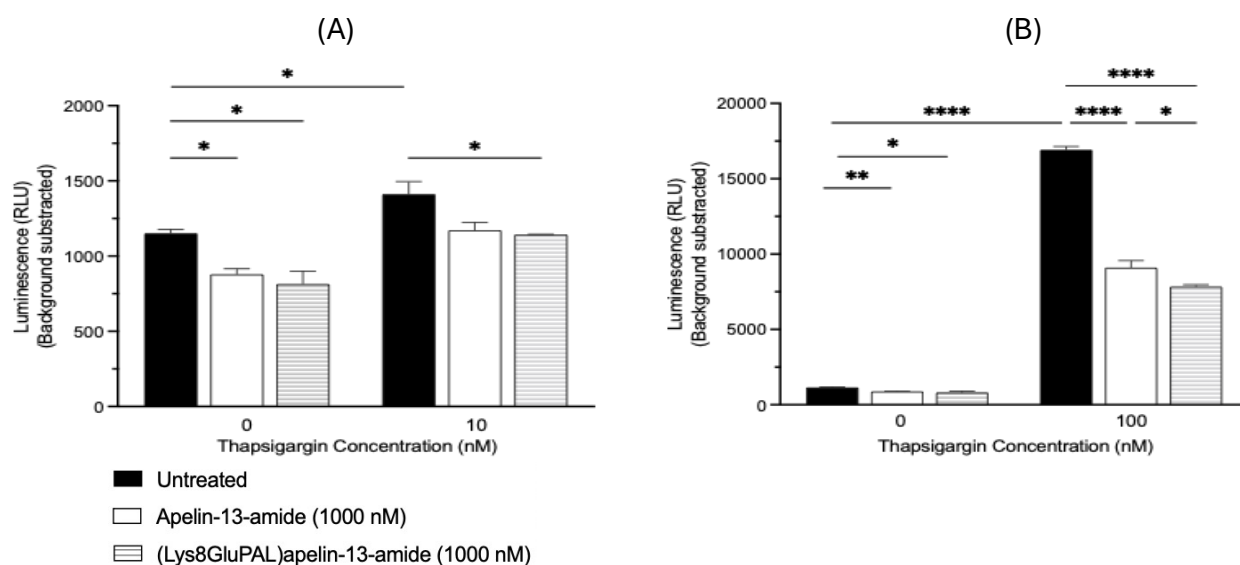 (A)
(B)
*
*
*
*
2000
1500
1000
500
0
Luminescence (RLU)
(Background substracted)
0
10
Thapsigargin Concentration (nM)
****
****
****
*
*
**
20000
15000
10000
5000
0
Luminescence (RLU)
(Background substracted)
0
100
Thapsigargin Concentration (nM)
Untreated
Apelin-13-amide (1000 nM)
(Lys8GluPAL)apelin-13-amide (1000 nM)